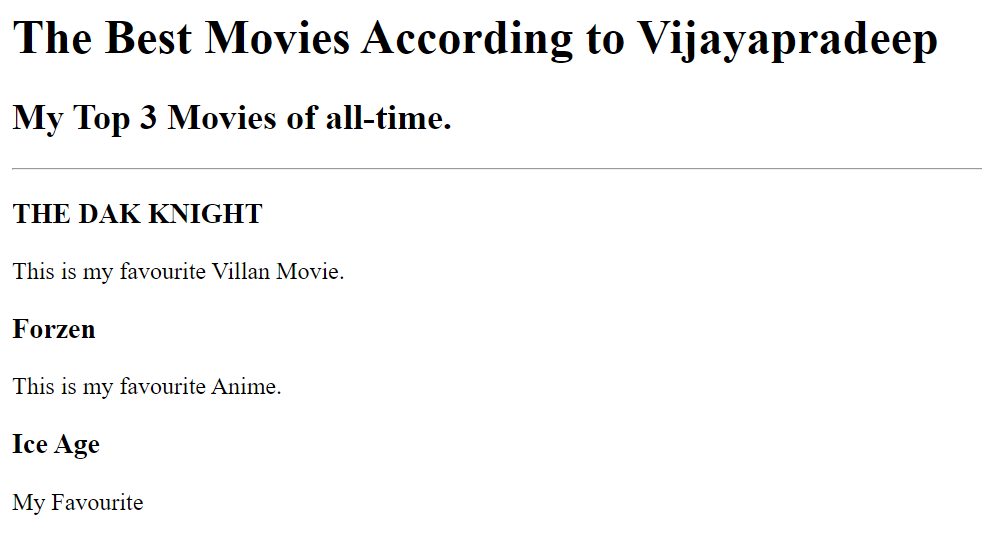 The Best Movies According to Vijayapradeep
My Top 3 Movies of all-time.
THE DAK KNIGHT
This is my favourite Villan Movie.
Forzen
This is my favourite Anime.
Ice Age
My Favourite